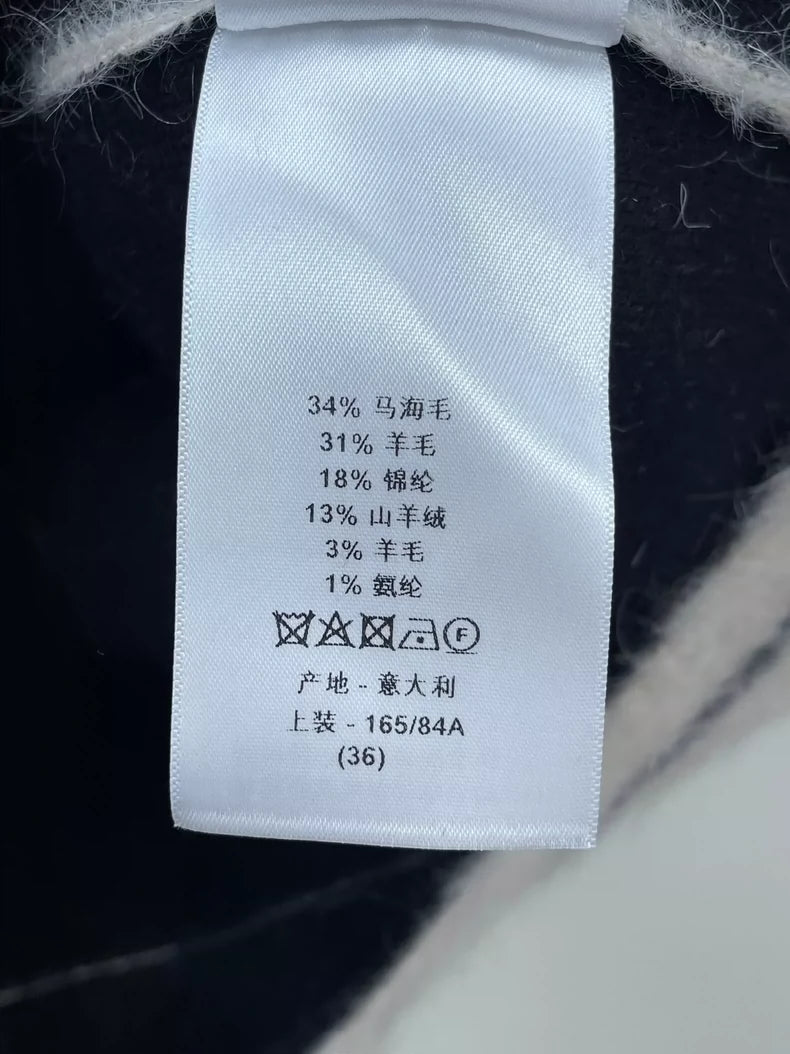 34% 马海毛
31% 羊毛
18% 锦纶
13% 山羊绒
3% 羊毛
1% 氨纶
F
产地 - 意大利
上装 - 165/84A
(36)